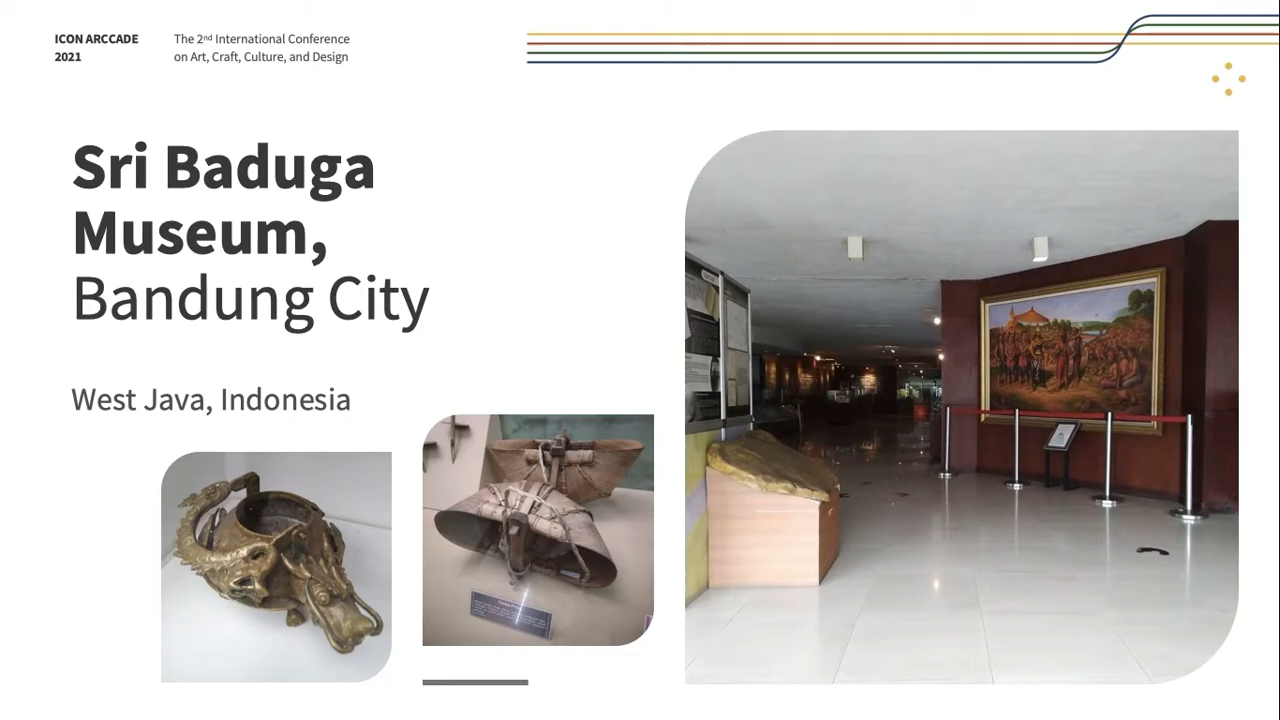 ICON ARCCADE
2021
The 2nd International Conference
on Art, Craft, Culture, and Design
Sri Baduga
Museum,
Bandung City
West Java, Indonesia